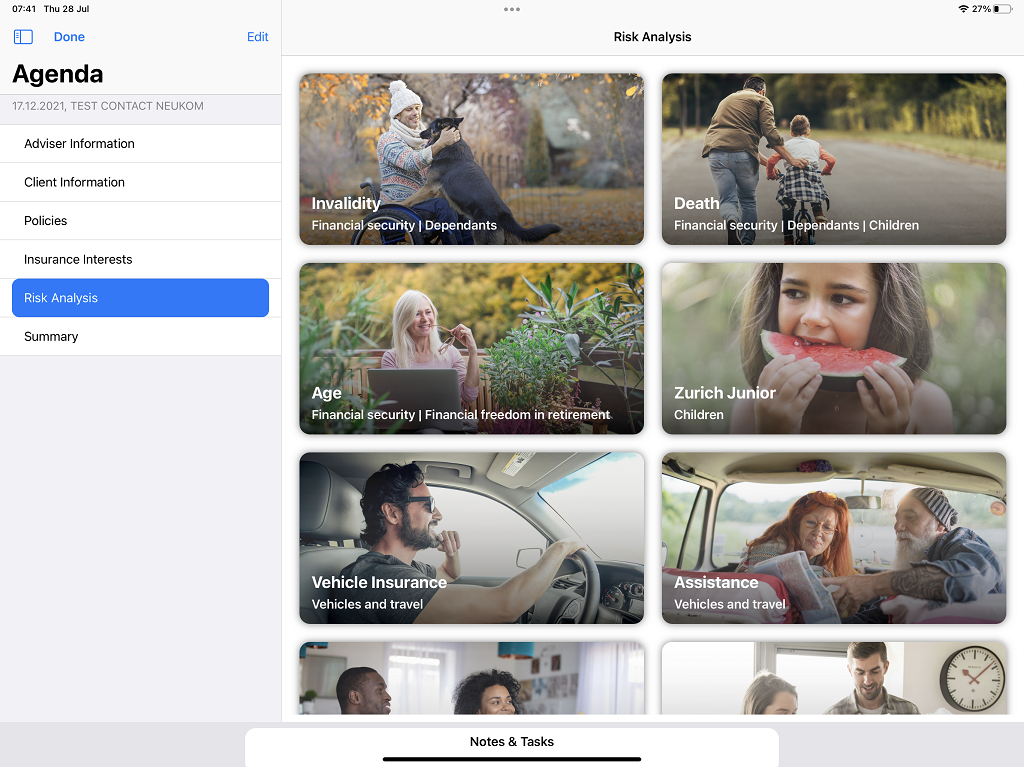 07:41 Thu 28 Jul
27%
Done
Edit
Risk Analysis
Agenda
17.12.2021, TEST CONTACT NEUKOM
Adviser Information
Client Information
Policies
Insurance Interests
Risk Analysis
Summary
Invalidity
Financial security | Dependants
Death
Financial security | Dependants | Children
Age
Financial security | Financial freedom in retirement
Zurich Junior
Children
Vehicle Insurance
Vehicles and travel
Assistance
Vehicles and travel
Notes & Tasks